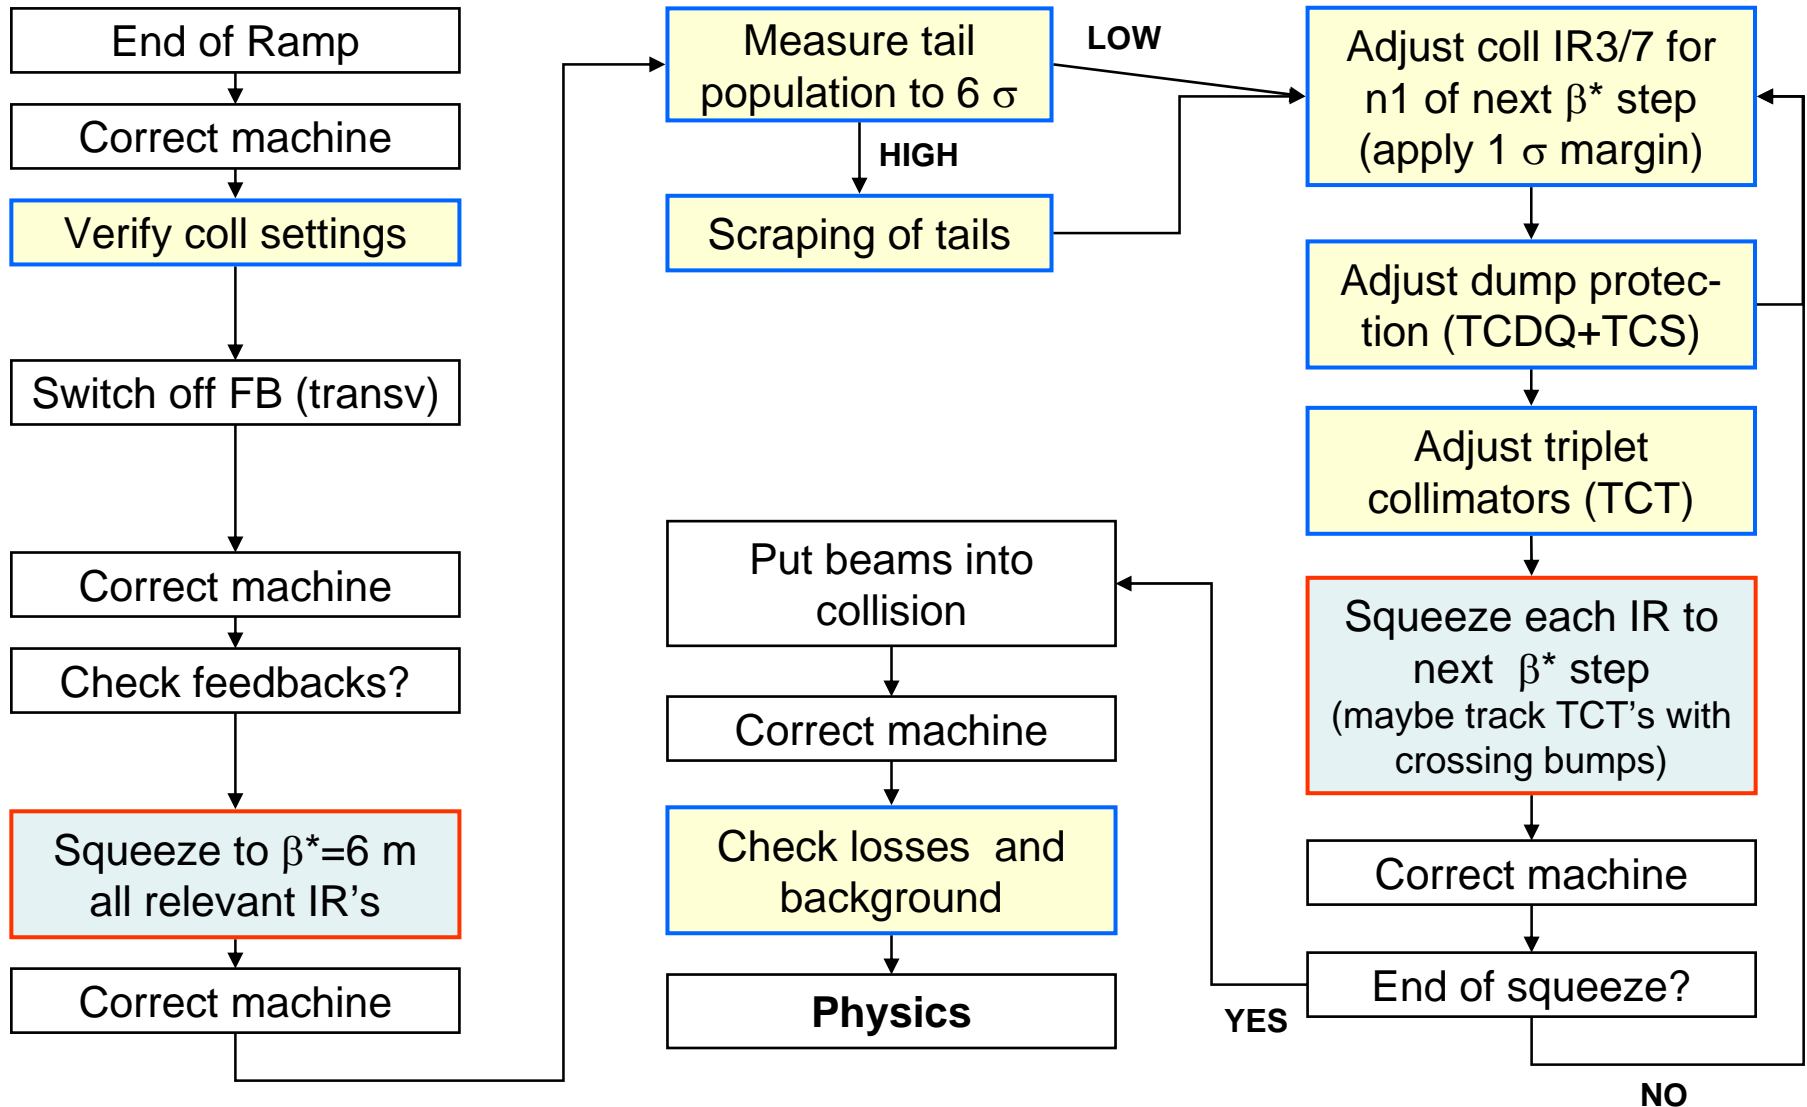 End of Ramp
Correct machine
Verify coll settings
Switch off FB (transv)
Correct machine
Check feedbacks?
Squeeze to β*=6 m
all relevant IR's
Correct machine
Measure tail
population to 6 σ
LOW
HIGH
Scraping of tails
Adjust coll IR3/7 for
n1 of next β* step
(apply 1 σ margin)
Adjust dump protec-
tion (TCDQ+TCS)
Adjust triplet
collimators (TCT)
Squeeze each IR to
next β* step
(maybe track TCT's with
crossing bumps)
Correct machine
End of squeeze?
YES
NO
Put beams into
collision
Correct machine
Check losses and
background
Physics